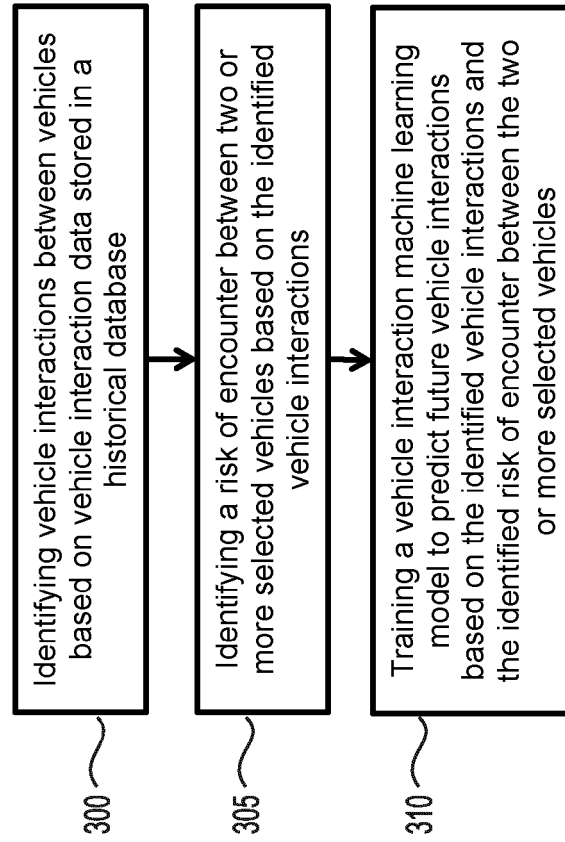 300
Identifying vehicle interactions between vehicles
based on vehicle interaction data stored in a
historical database
305
Identifying a risk of encounter between two or
more selected vehicles based on the identified
vehicle interactions
310
Training a vehicle interaction machine learning
model to predict future vehicle interactions
based on the identified vehicle interactions and
the identified risk of encounter between the two
or more selected vehicles